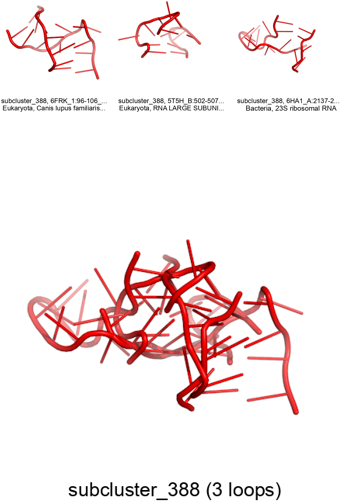 subcluster_388, 6FRK_1:96-106_...
Eukaryota, Canis lupus familiaris...
subcluster_388, 5T5H_B:502-507...
Eukaryota, RNA LARGE SUBUNI...
subcluster_388, 6HA1_A:2137-2...
Bacteria, 23S ribosomal RNA
subcluster_388 (3 loops)